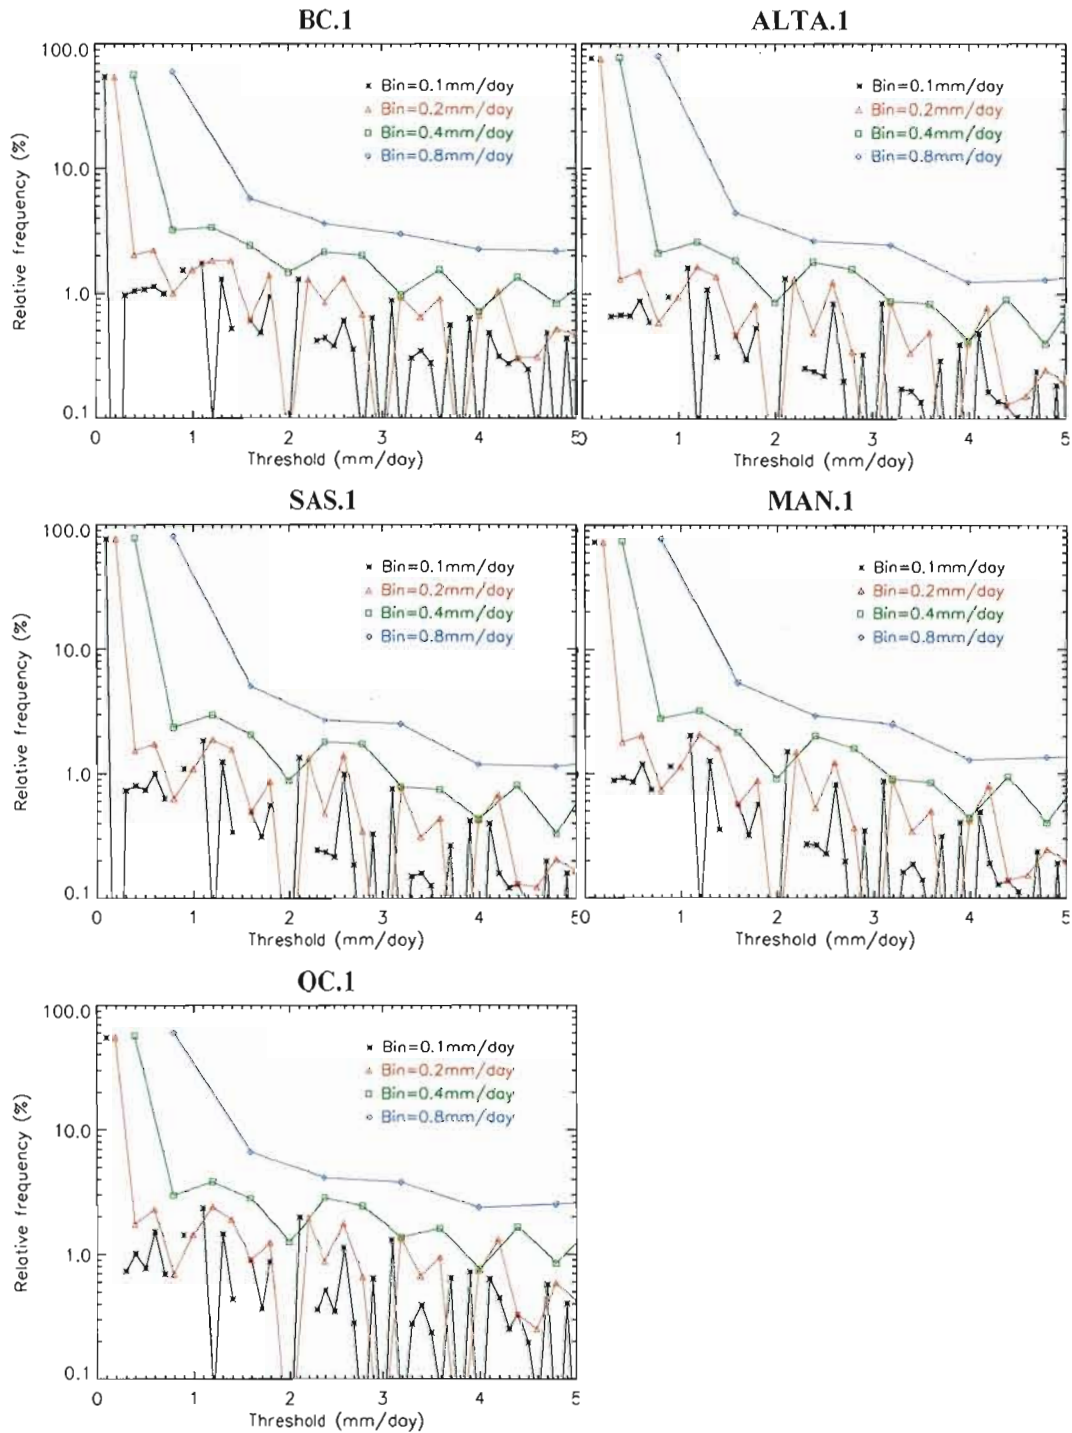 BC.1
ALTA.1
100.0
10.0
1.0
0.1
Relative frequency (%)
Bin=0.1mm/day
Bin=0.2mm/day
Bin=0.4mm/day
Bin=0.8mm/day
Bin=0.1mm/day
Bin=0.2mm/day
Bin=0.4mm/day
Bin=0.8mm/day
0 1 2 3 4 5
0 1 2 3 4 5
Threshold (mm/day)
Threshold (mm/day)
SAS.1
MAN.1
100.0
10.0
1.0
0.1
Relative frequency (%)
Bin=0.1mm/day
Bin=0.2mm/day
Bin=0.4mm/day
Bin=0.8mm/day
Bin=0.1mm/day
Bin=0.2mm/day
Bin=0.4mm/day
Bin=0.8mm/day
0 1 2 3 4 5
0 1 2 3 4 5
Threshold (mm/day)
Threshold (mm/day)
QC.1
100.0
10.0
1.0
0.1
Relative frequency (%)
Bin=0.1mm/day
Bin=0.2mm/day
Bin=0.4mm/day
Bin=0.8mm/day
0 1 2 3 4 5
Threshold (mm/day)